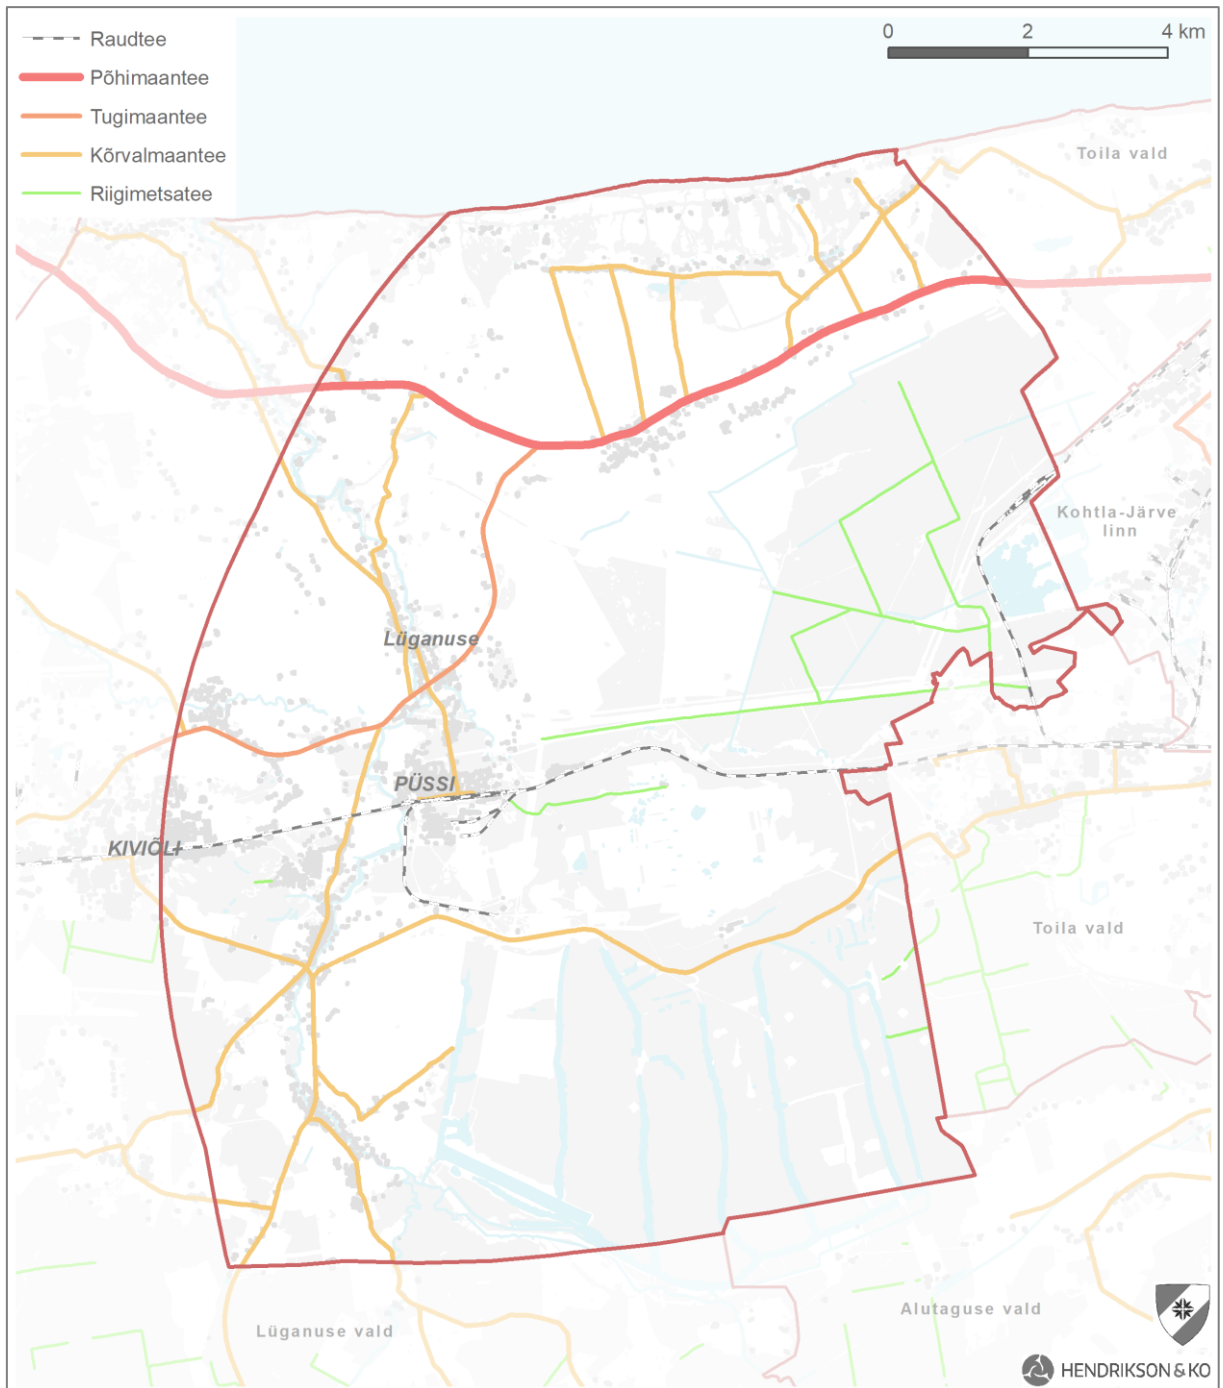 Raudtee
Põhimaantee
Tugimaantee
Kõrvalmaantee
Riigimetsatee
0 2 4 km
Toila vald
Kohtla-Järve
linn
Lüganuse
PÜSSI
KIVIÕLI
Toila vald
Alutaguse vald
Lüganuse vald
HENDRIKSON & KO